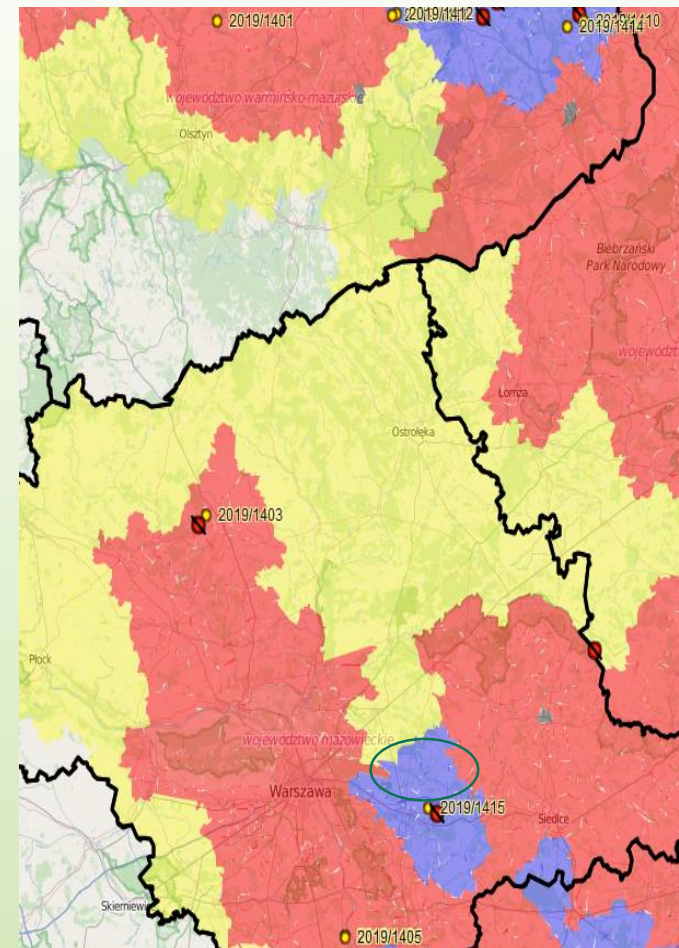 2019/1401
2019/1412
2019/1410
2019/1414
województwo warmińsko-mazurskie
Olsztyn
Biebrzański
Park Narodowy
Łomża
Ostrołęka
2019/1403
Płock
województwo mazowieckie
Warszawa
2019/1415
Siedlce
2019/1405